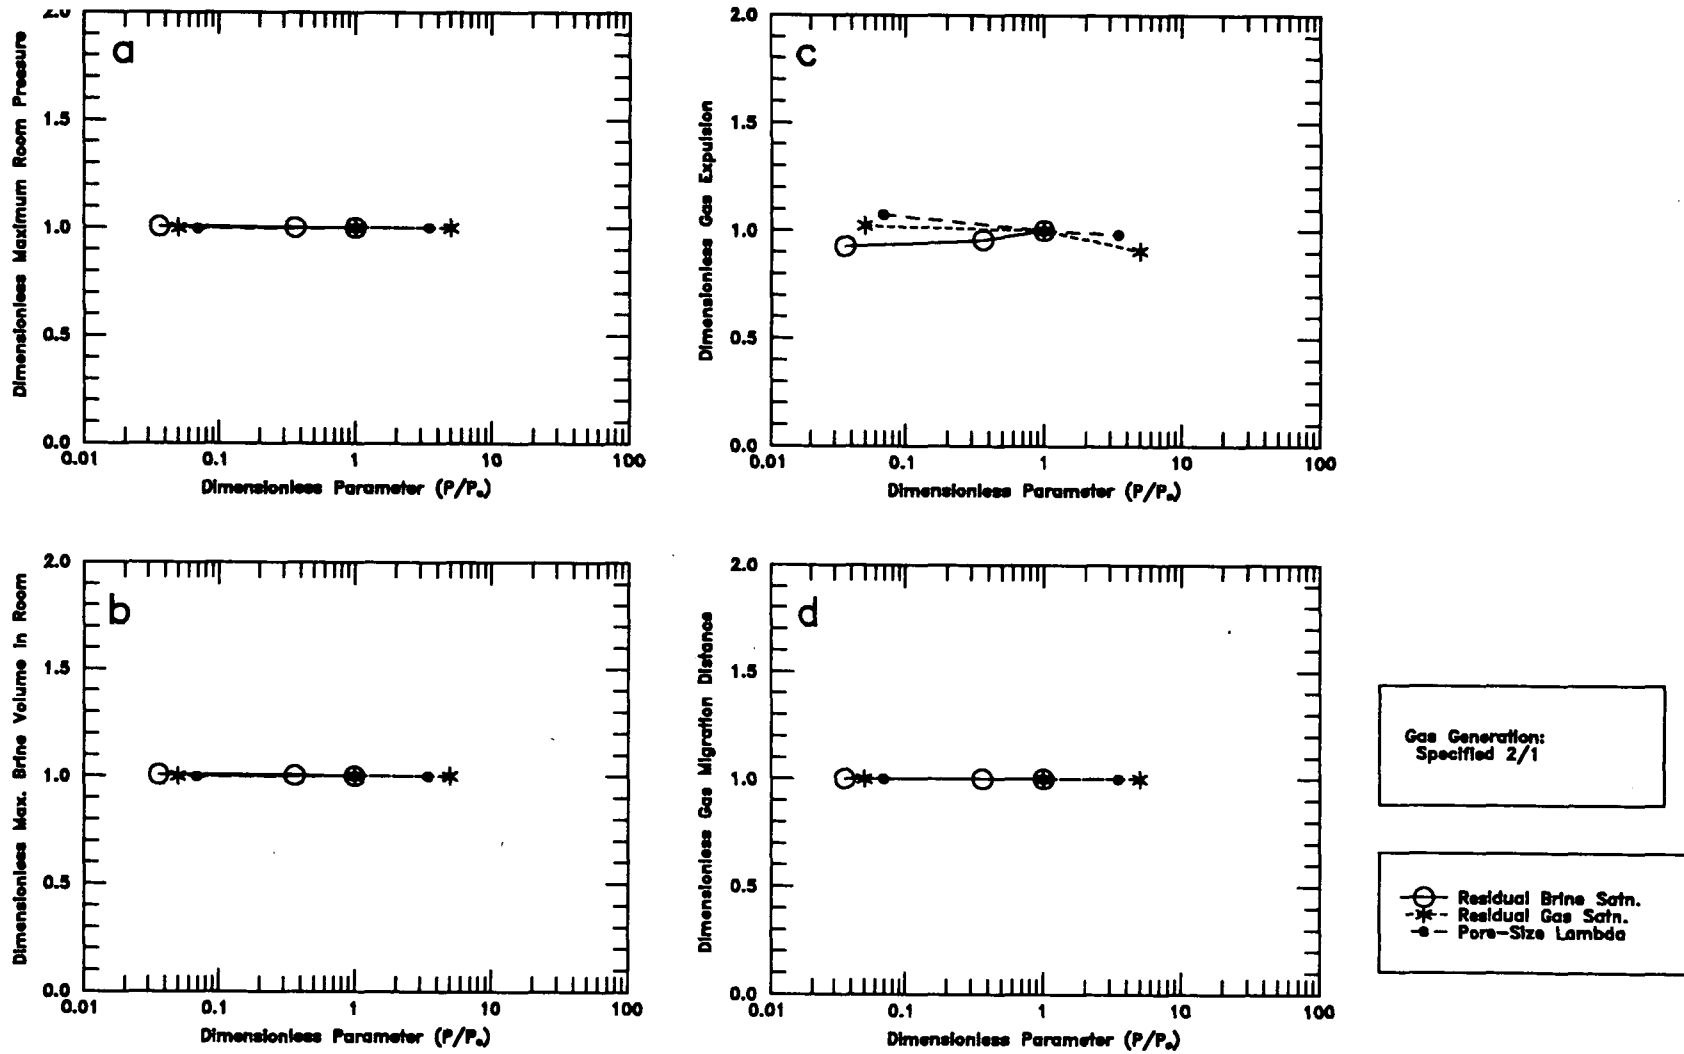 a
2.0
1.5
1.0
0.5
0.0
0.01
0.1
1
10
100
Dimensionless Maximum Room Pressure
Dimensionless Parameter (P/Pₒ)
c
2.0
1.5
1.0
0.5
0.0
0.01
0.1
1
10
100
Dimensionless Gas Expulsion
Dimensionless Parameter (P/Pₒ)
b
2.0
1.5
1.0
0.5
0.0
0.01
0.1
1
10
100
Dimensionless Max. Brine Volume in Room
Dimensionless Parameter (P/Pₒ)
d
2.0
1.5
1.0
0.5
0.0
0.01
0.1
1
10
100
Dimensionless Gas Migration Distance
Dimensionless Parameter (P/Pₒ)
Gas Generation:
Specified 2/1
Residual Brine Satn.
Residual Gas Satn.
Pore-Size Lambda